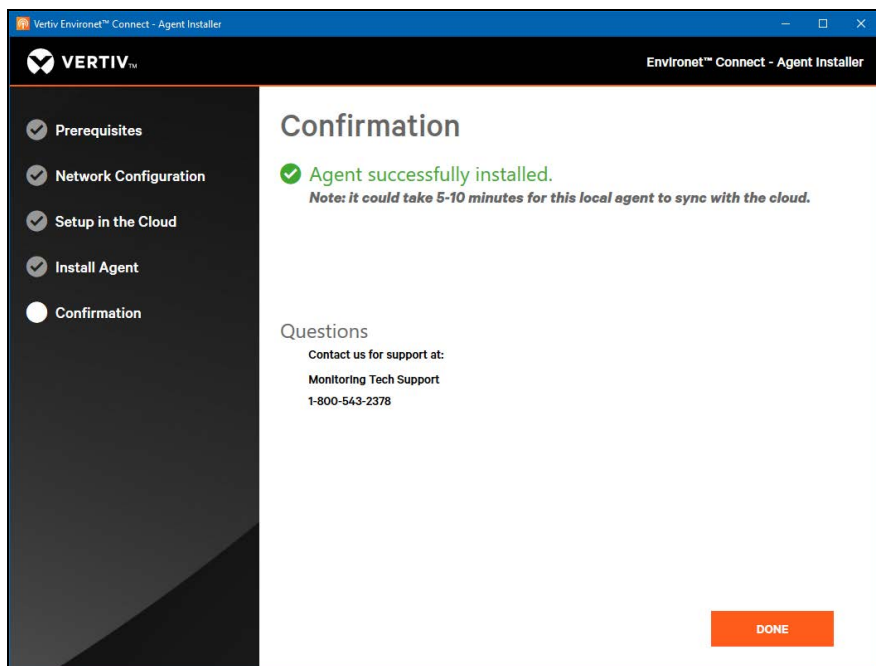 Vertiv Environet™ Connect - Agent Installer
VERTIV™
Environet™ Connect - Agent Installer
Prerequisites
Network Configuration
Setup in the Cloud
Install Agent
Confirmation
Confirmation
Agent successfully installed.
Note: it could take 5-10 minutes for this local agent to sync with the cloud.
Questions
Contact us for support at:
Monitoring Tech Support
1-800-543-2378
DONE